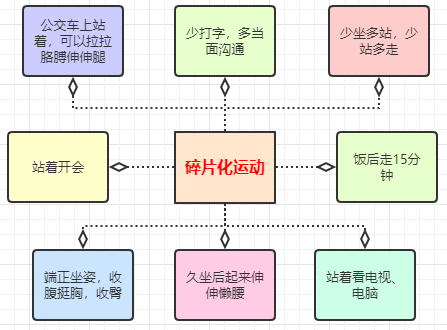 公交车上站
着，可以拉拉
胳膊伸伸腿
少打字，多当
面沟通
少坐多站，少
站多走
站着开会
碎片化运动
饭后走15分
钟
端正坐姿，收
腹挺胸，收臀
久坐后起来伸
伸懒腰
站着看电视、
电脑